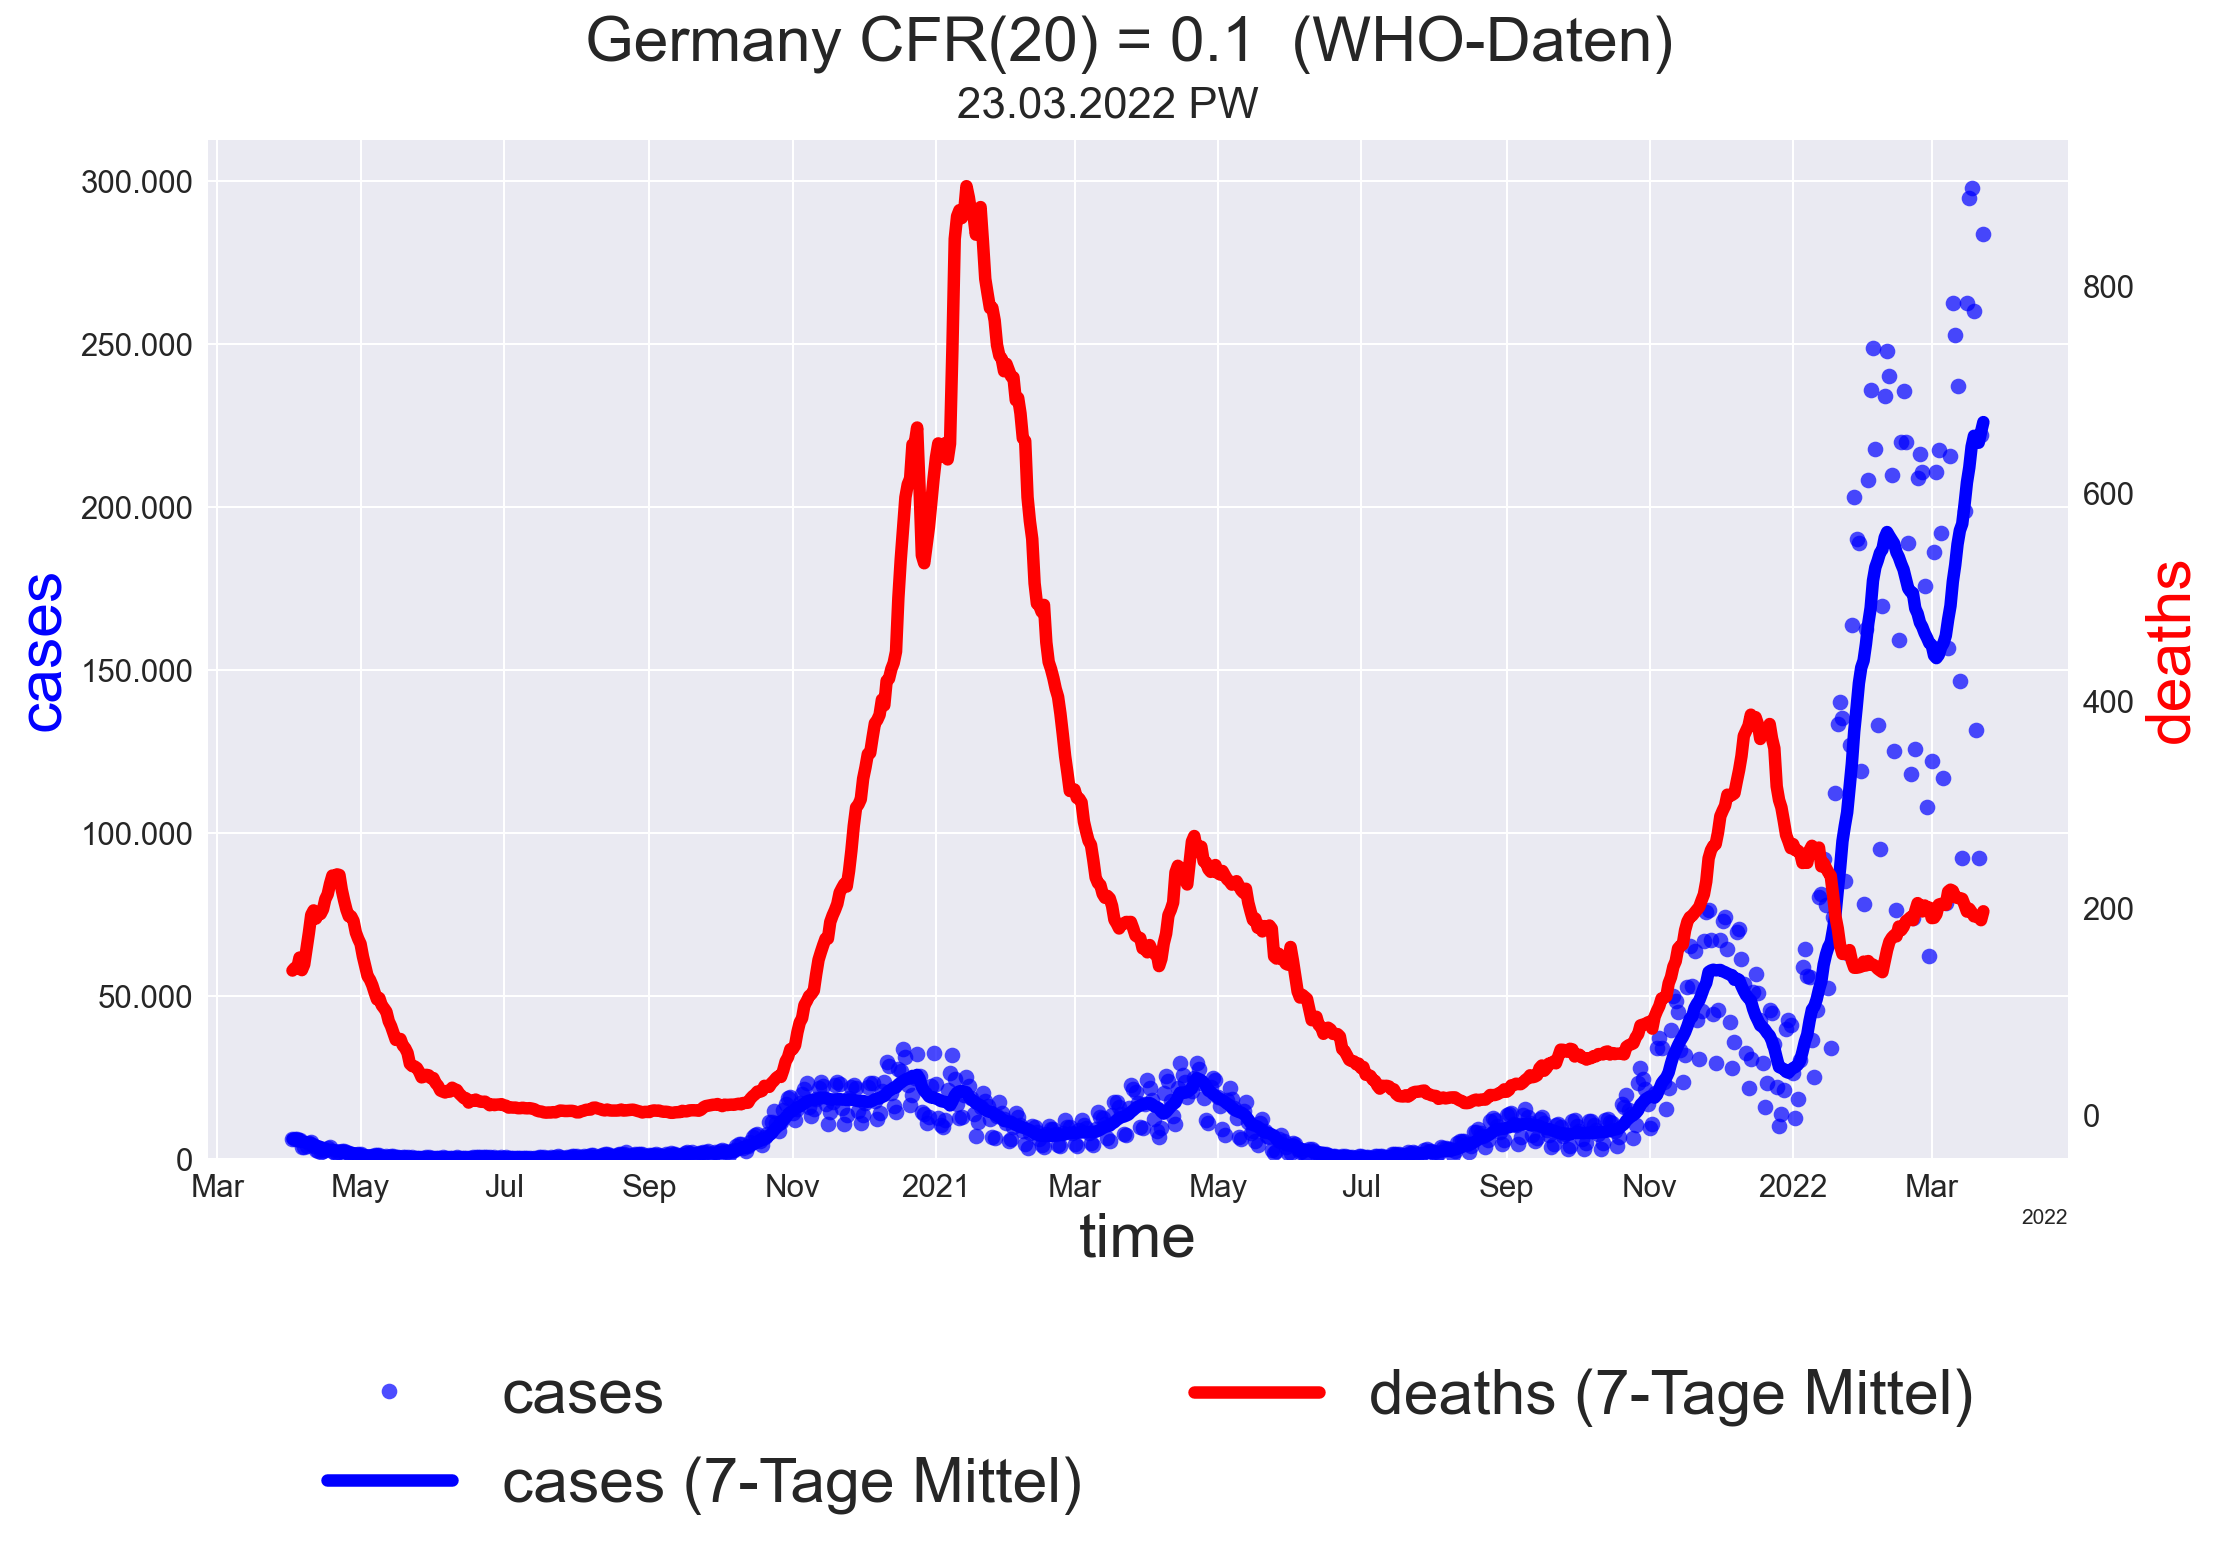 Germany CFR(20) = 0.1 (WHO-Daten)
23.03.2022 PW
300.000
250.000
200.000
150.000
100.000
50.000
0
cases
800
600
400
200
0
deaths
Mar May Jul Sep Nov 2021 Mar May Jul Sep Nov 2022 Mar
2022
time
cases
deaths (7-Tage Mittel)
cases (7-Tage Mittel)